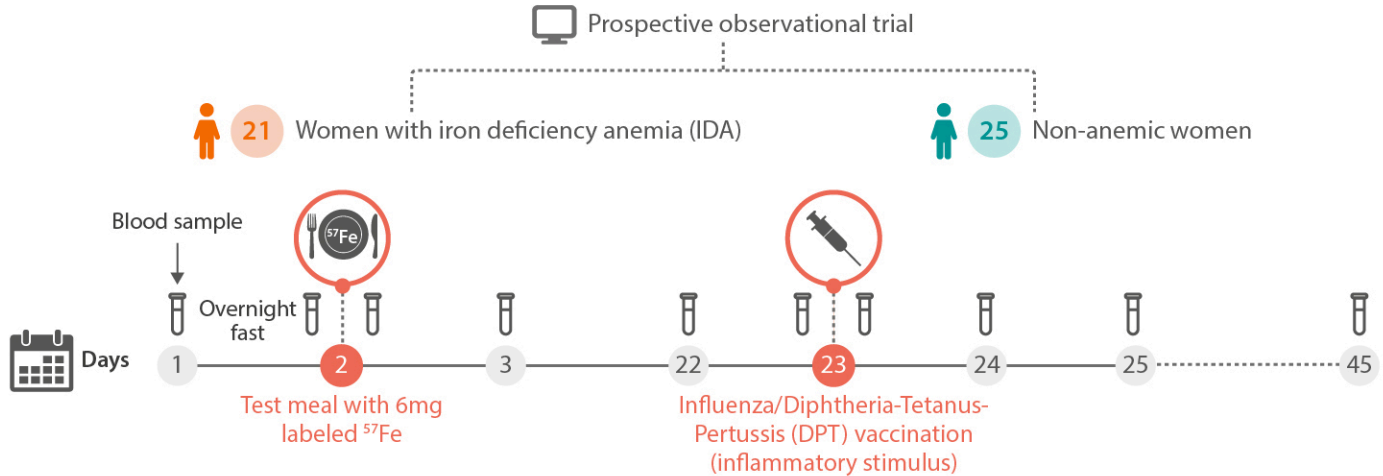 Prospective observational trial
21 Women with iron deficiency anemia (IDA)
25 Non-anemic women
Blood sample
⁵⁷Fe
Overnight
fast
Days 1 2 3 22 23 24 25 45
Test meal with 6mg
labeled ⁵⁷Fe
Influenza/Diphtheria-Tetanus-
Pertussis (DPT) vaccination
(inflammatory stimulus)